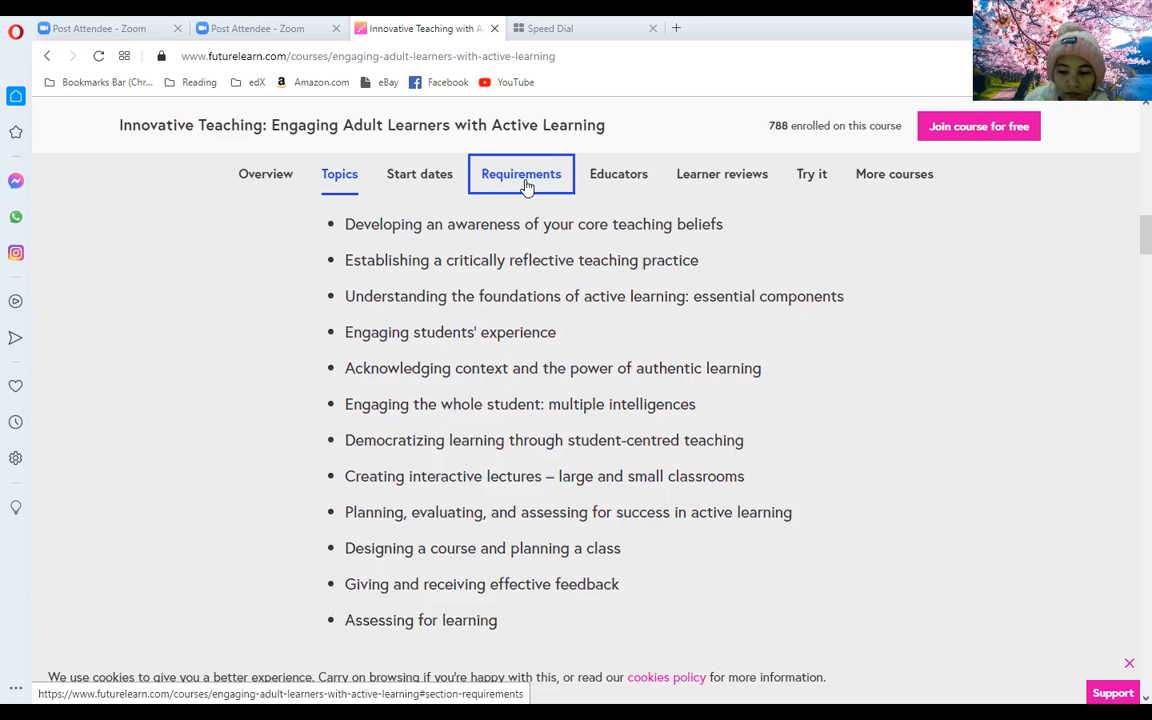 Post Attendee - Zoom
Post Attendee - Zoom
Innovative Teaching with A
Speed Dial
www.futurelearn.com/courses/engaging-adult-learners-with-active-learning
Bookmarks Bar (Chr...
Reading
edX
Amazon.com
eBay
Facebook
YouTube
Innovative Teaching: Engaging Adult Learners with Active Learning
788 enrolled on this course
Join course for free
Overview
Topics
Start dates
Requirements
Educators
Learner reviews
Try it
More courses
• Developing an awareness of your core teaching beliefs
• Establishing a critically reflective teaching practice
• Understanding the foundations of active learning: essential components
• Engaging students' experience
• Acknowledging context and the power of authentic learning
• Engaging the whole student: multiple intelligences
• Democratizing learning through student-centred teaching
• Creating interactive lectures – large and small classrooms
• Planning, evaluating, and assessing for success in active learning
• Designing a course and planning a class
• Giving and receiving effective feedback
• Assessing for learning
We use cookies to give you a better experience. Carry on browsing if you're happy with this, or read our cookies policy for more information.
https://www.futurelearn.com/courses/engaging-adult-learners-with-active-learning#section-requirements
Support